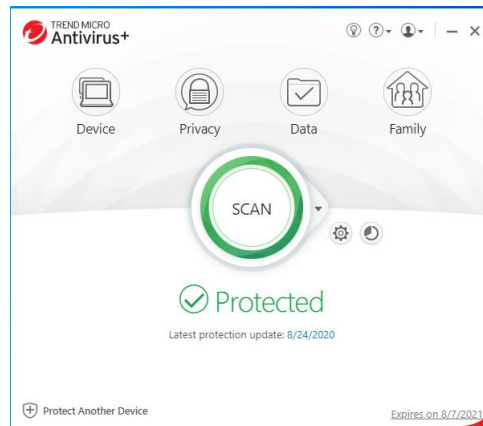 TREND MICRO
Antivirus+
Device
Privacy
Data
Family
SCAN
Protected
Latest protection update: 8/24/2020
Protect Another Device
Expires on 8/7/2021